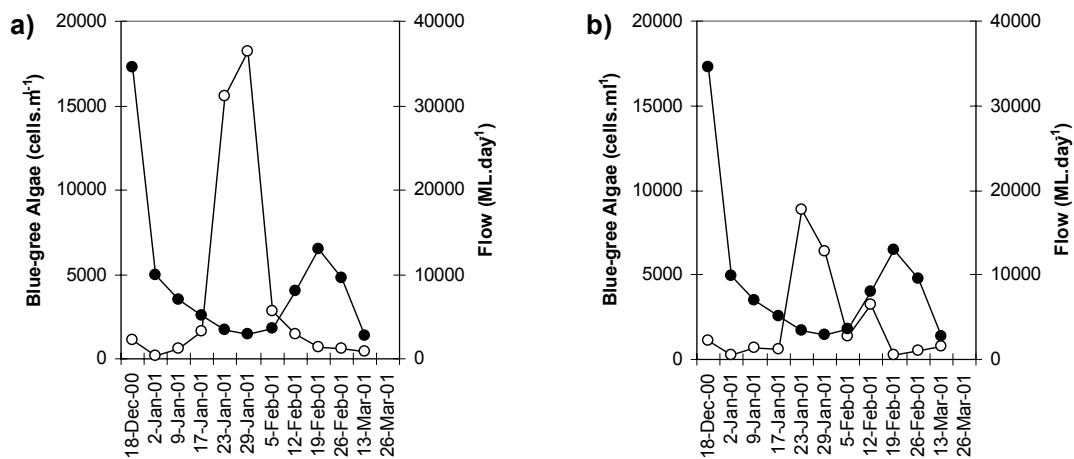 a)
Blue-gree Algae (cells.m⁻¹)
20000
15000
10000
5000
0
40000
30000
20000
10000
0
Flow (ML.day⁻¹)
18-Dec-00
2-Jan-01
9-Jan-01
17-Jan-01
23-Jan-01
29-Jan-01
5-Feb-01
12-Feb-01
19-Feb-01
26-Feb-01
13-Mar-01
26-Mar-01
b)
Blue-gree Algae (cells.ml¹)
20000
15000
10000
5000
0
40000
30000
20000
10000
0
Flow (ML.day⁻¹)
18-Dec-00
2-Jan-01
9-Jan-01
17-Jan-01
23-Jan-01
29-Jan-01
5-Feb-01
12-Feb-01
19-Feb-01
26-Feb-01
13-Mar-01
26-Mar-01